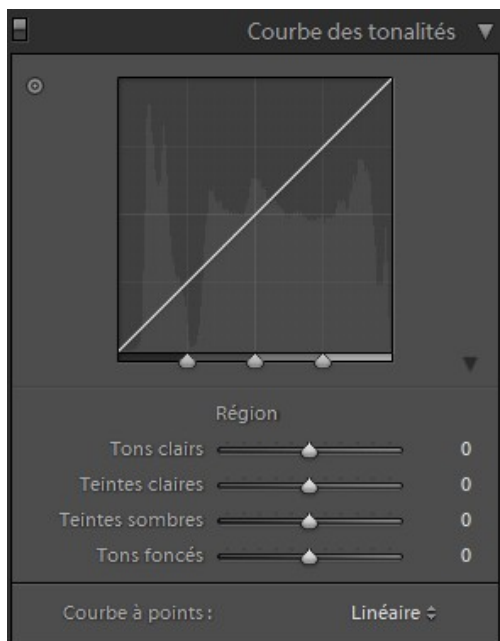 Courbe des tonalités
Région
Tons clairs 0
Teintes claires 0
Teintes sombres 0
Tons foncés 0
Courbe à points : Linéaire